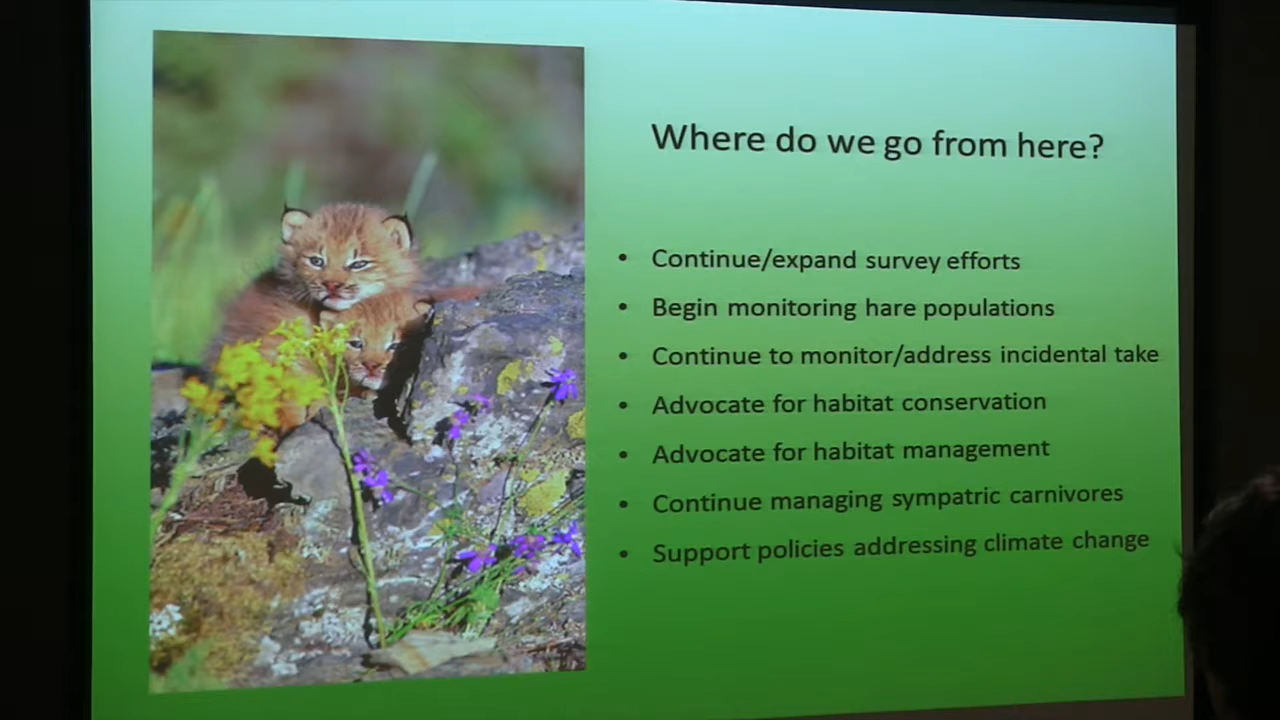 Where do we go from here?
• Continue/expand survey efforts
• Begin monitoring hare populations
• Continue to monitor/address incidental take
• Advocate for habitat conservation
• Advocate for habitat management
• Continue managing sympatric carnivores
• Support policies addressing climate change